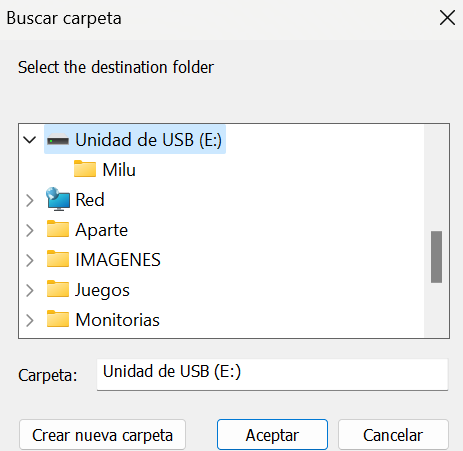 Buscar carpeta
Select the destination folder
Unidad de USB (E:)
Milu
Red
Aparte
IMAGENES
Juegos
Monitorias
Carpeta: Unidad de USB (E:)
Crear nueva carpeta Aceptar Cancelar